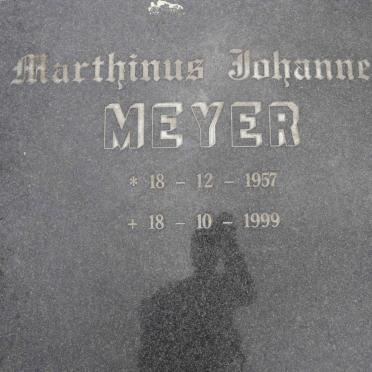 Marthinus Johanne
MEYER
* 18 - 12 - 1957
+ 18 - 10 - 1999